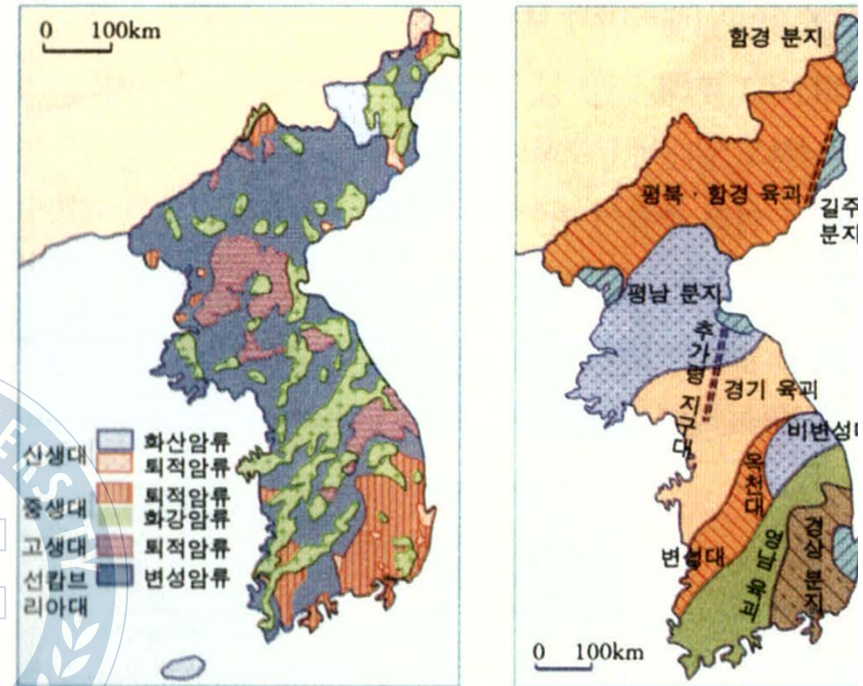 0 100km
신생대
화산암류
퇴적암류
중생대
퇴적암류
화강암류
고생대
퇴적암류
선캄브
리아대
변성암류
함경 분지
평북·함경 육괴
길주
분지
평남 분지
추가령 지구대
경기 육괴
비변성대
옥천대
변성대
영남 육괴
경상 분지
0 100km